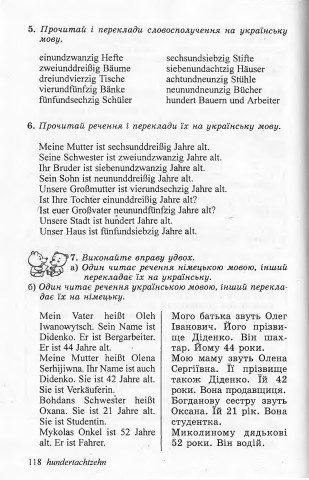 5. Прочитай і переклади словосполучення на українську
мову.
einundzwanzig Hefte
zweiunddreißig Bäume
dreiundvierzig Tische
vierundfünfzig Bänke
fünfundsechzig Schüler
sechsundsiebzig Stifte
siebenundachtzig Häuser
achtundneunzig Stühle
neunundneunzig Bücher
hundert Bauern und Arbeiter
6. Прочитай речення і переклади їх на українську мову.
Meine Mutter ist sechsunddreißig Jahre alt.
Seine Schwester ist zweiundzwanzig Jahre alt.
Ihr Bruder ist siebenundzwanzig Jahre alt.
Sein Sohn ist neununddreißig Jahre alt.
Unsere Großmutter ist vierundsechzig Jahre alt.
Ist Ihre Tochter einunddreißig Jahre alt?
Ist euer Großvater neunundfünfzig Jahre alt?
Unsere Stadt ist hundert Jahre alt.
Unser Haus ist fünfundsiebzig Jahre alt.
7. Виконайте вправу удвох.
а) Один читає речення німецькою мовою, інший
перекладає їх на українську.
б) Один читає речення українською мовою, інший перекла-
дає їх на німецьку.
Mein Vater heißt Oleh
Iwanowytsch. Sein Name ist
Didenko. Er ist Bergarbeiter.
Er ist 44 Jahre alt.
Meine Mutter heißt Olena
Serhijiwna. Ihr Name ist auch
Didenko. Sie ist 42 Jahre alt.
Sie ist Verkäuferin.
Bohdans Schwester heißt
Oxana. Sie ist 21 Jahre alt.
Sie ist Studentin.
Mykolas Onkel ist 52 Jahre
alt. Er ist Fahrer.
Мого батька звуть Олег
Іванович. Його прізви-
ще Діденко. Він шах-
тар. Йому 44 роки.
Мою маму звуть Олена
Сергіївна. Її прізвище
також Діденко. Їй 42
роки. Вона продавщиця.
Богданову сестру звуть
Оксана. Їй 21 рік. Вона
студентка.
Миколиному дядькові
52 роки. Він водій.
118 hundertachtzehn